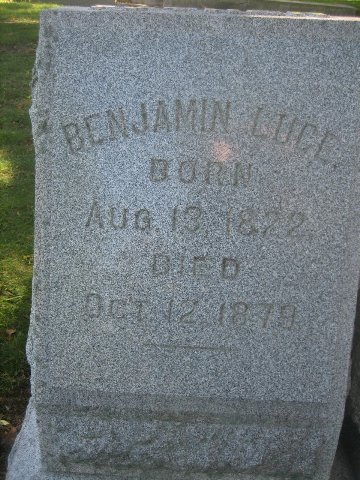 BENJAMIN LUCE,
BORN
AUG. 13, 1822.
DIED
OCT. 12, 1879.